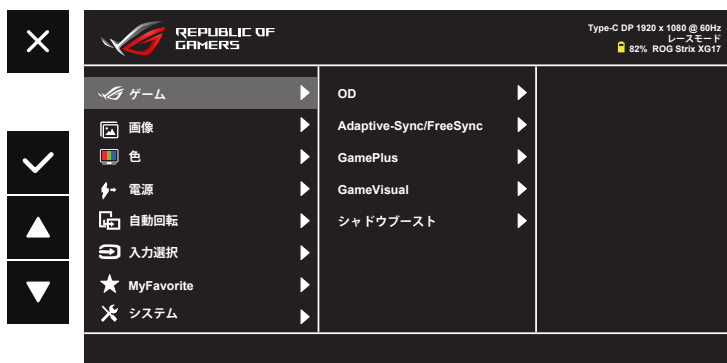 REPUBLIC OF
GAMERS
Type-C DP 1920 x 1080 @ 60Hz
レースモード
82% ROG Strix XG17
ゲーム
画像
色
電源
自動回転
入力選択
MyFavorite
システム
OD
Adaptive-Sync/FreeSync
GamePlus
GameVisual
シャドウブースト